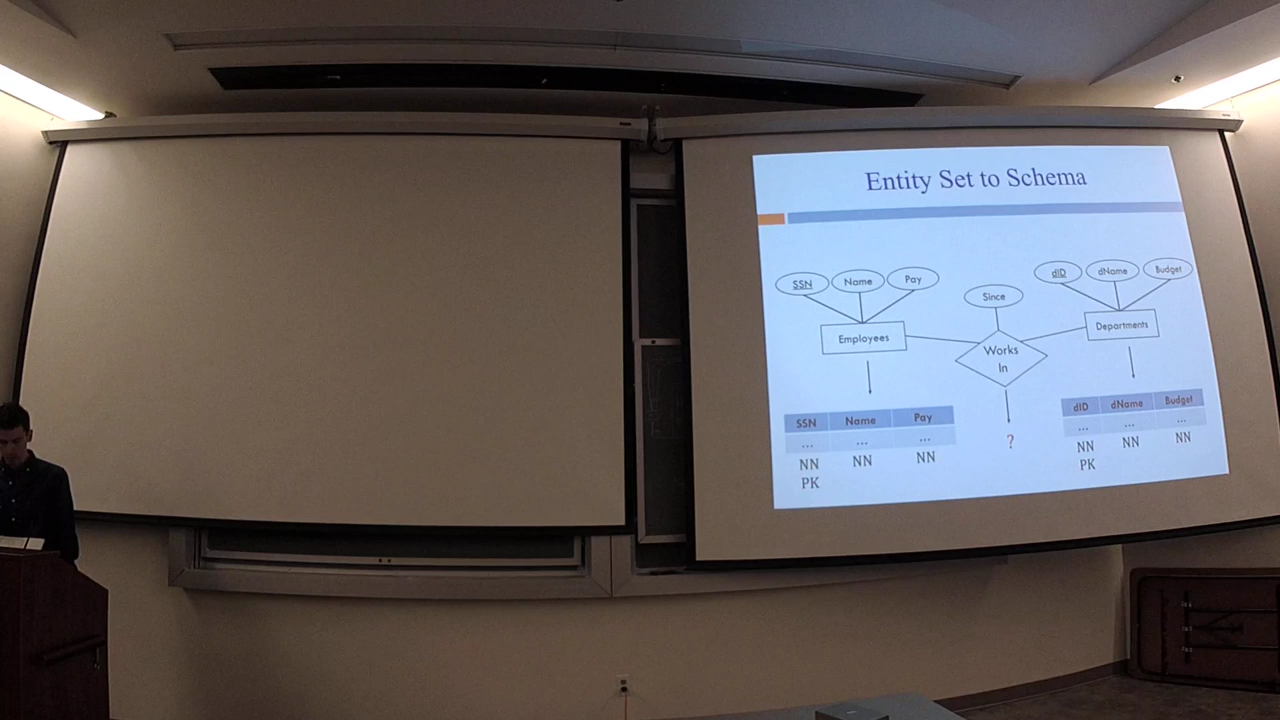 Entity Set to Schema
SSN Name Pay
Since
dID dName Budget
Employees
Works
In
Departments
SSN Name Pay
... ... ...
NN NN NN
PK
?
dID dName Budget
... ... ...
NN NN NN
PK